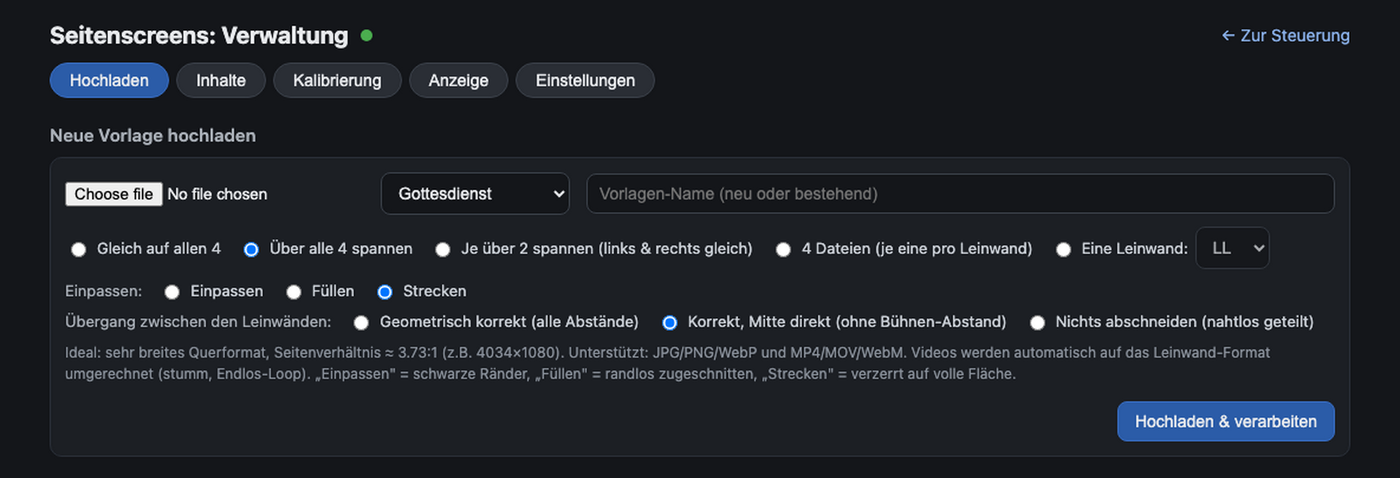 Seitenscreens: Verwaltung
← Zur Steuerung
Hochladen Inhalte Kalibrierung Anzeige Einstellungen
Neue Vorlage hochladen
Choose file No file chosen Gottesdienst Vorlagen-Name (neu oder bestehend)
Gleich auf allen 4 Über alle 4 spannen Je über 2 spannen (links & rechts gleich) 4 Dateien (je eine pro Leinwand) Eine Leinwand: LL
Einpassen: Einpassen Füllen Strecken
Übergang zwischen den Leinwänden: Geometrisch korrekt (alle Abstände) Korrekt, Mitte direkt (ohne Bühnen-Abstand) Nichts abschneiden (nahtlos geteilt)
Ideal: sehr breites Querformat, Seitenverhältnis ≈ 3.73:1 (z.B. 4034×1080). Unterstützt: JPG/PNG/WebP und MP4/MOV/WebM. Videos werden automatisch auf das Leinwand-Format
umgerechnet (stumm, Endlos-Loop). „Einpassen" = schwarze Ränder, „Füllen" = randlos zugeschnitten, „Strecken" = verzerrt auf volle Fläche.
Hochladen & verarbeiten